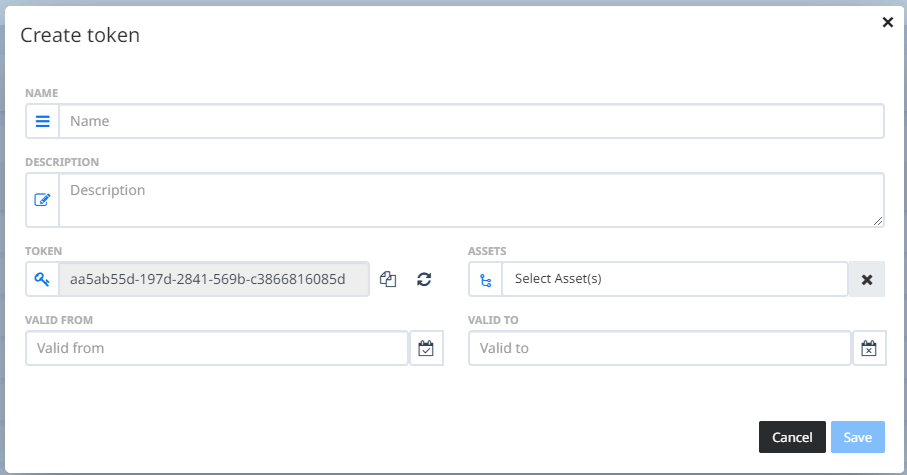 Create token
NAME
Name
DESCRIPTION
Description
TOKEN
ASSETS
aa5ab55d-197d-2841-569b-c3866816085d
Select Asset(s)
VALID FROM
VALID TO
Valid from
Valid to
Cancel
Save